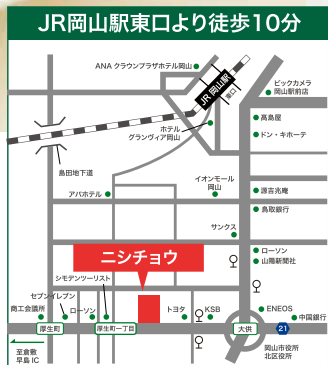 JR岡山駅東口より徒歩10分
ANA クラウンプラザホテル岡山
JR 岡山駅
東口
ビックカメラ
岡山駅前店
高島屋
ドン・キホーテ
ホテル
グランヴィア岡山
島田地下道
アパホテル
イオンモール
岡山
源吉兆庵
鳥取銀行
サンクス
ニシチョウ
ローソン
山陽新聞社
シモデンツーリスト
セブンイレブン
商工会議所
ローソン
トヨタ
KSB
ENEOS
中国銀行
厚生町
厚生町一丁目
大供
21
至倉敷
早島 IC
岡山市役所
北区役所